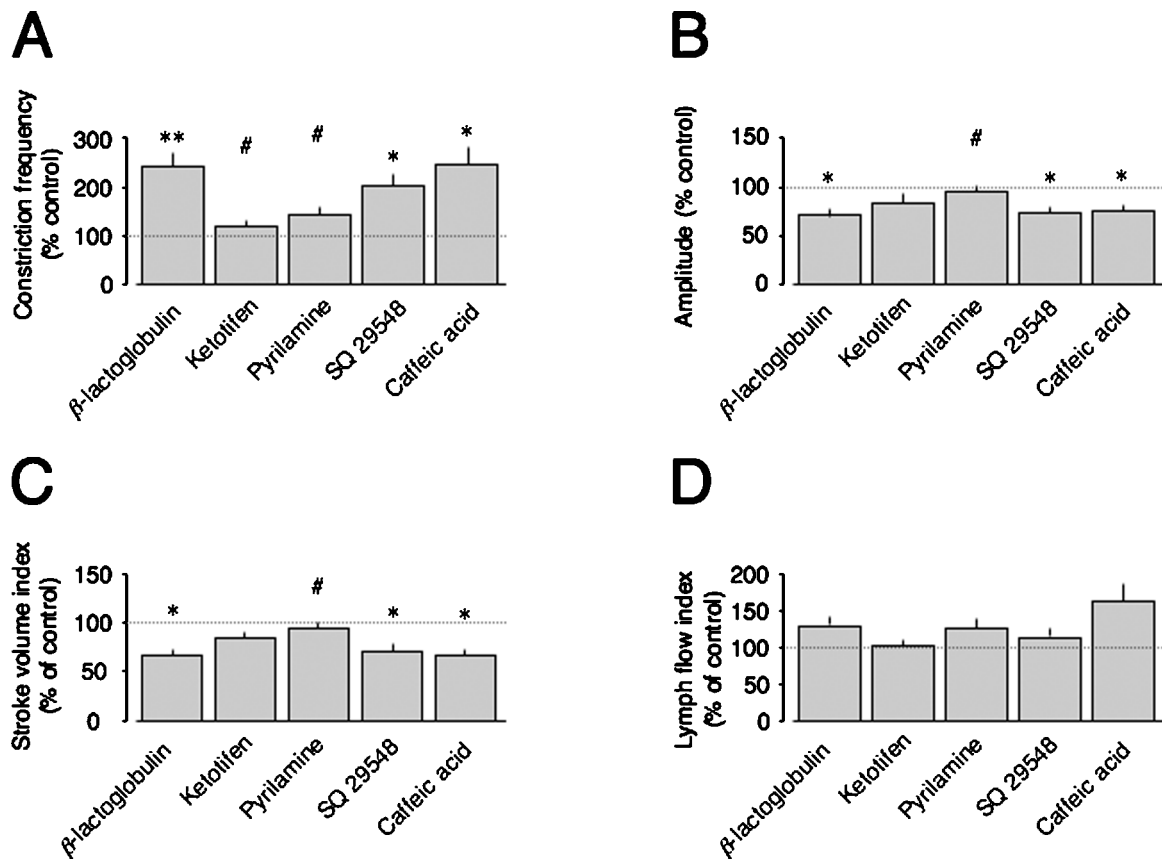 A
Constriction frequency
(% control)
300
200
100
0
**
#
#
*
*
β-lactoglobulin
Ketotifen
Pyrilamine
SQ 29548
Caffeic acid
B
Amplitude (% control)
150
100
50
0
*
#
*
*
β-lactoglobulin
Ketotifen
Pyrilamine
SQ 29548
Caffeic acid
C
Stroke volume index
(% of control)
150
100
50
0
*
#
*
*
β-lactoglobulin
Ketotifen
Pyrilamine
SQ 29548
Caffeic acid
D
Lymph flow index
(% of control)
200
150
100
50
0
β-lactoglobulin
Ketotifen
Pyrilamine
SQ 29548
Caffeic acid